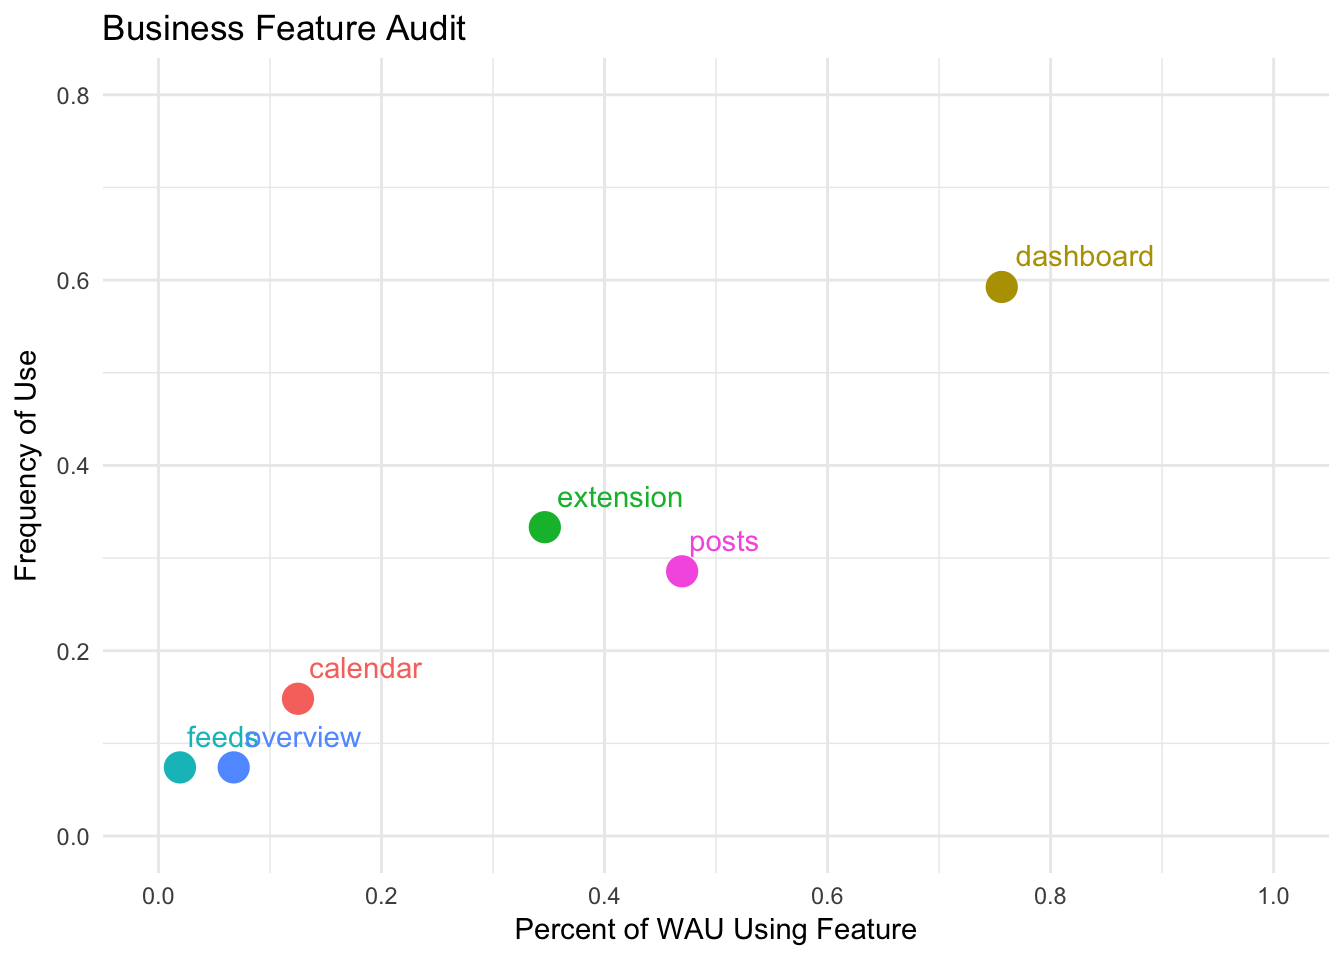 Business Feature Audit
0.8
dashboard
0.6
Frequency of Use
extension
0.4
posts
0.2
calendar
feeds
overview
0.0
0.0 0.2 0.4 0.6 0.8 1.0
Percent of WAU Using Feature